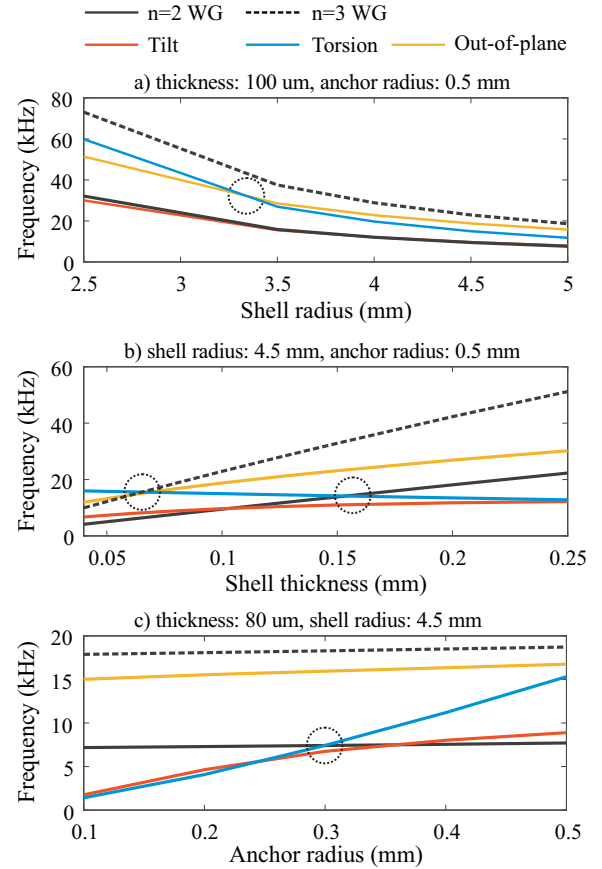 n=2 WG n=3 WG
Tilt Torsion Out-of-plane
a) thickness: 100 um, anchor radius: 0.5 mm
80
60
40
20
0
Frequency (kHz)
2.5 3 3.5 4 4.5 5
Shell radius (mm)
b) shell radius: 4.5 mm, anchor radius: 0.5 mm
60
40
20
0
Frequency (kHz)
0.05 0.1 0.15 0.2 0.25
Shell thickness (mm)
c) thickness: 80 um, shell radius: 4.5 mm
20
15
10
5
0
Frequency (kHz)
0.1 0.2 0.3 0.4 0.5
Anchor radius (mm)